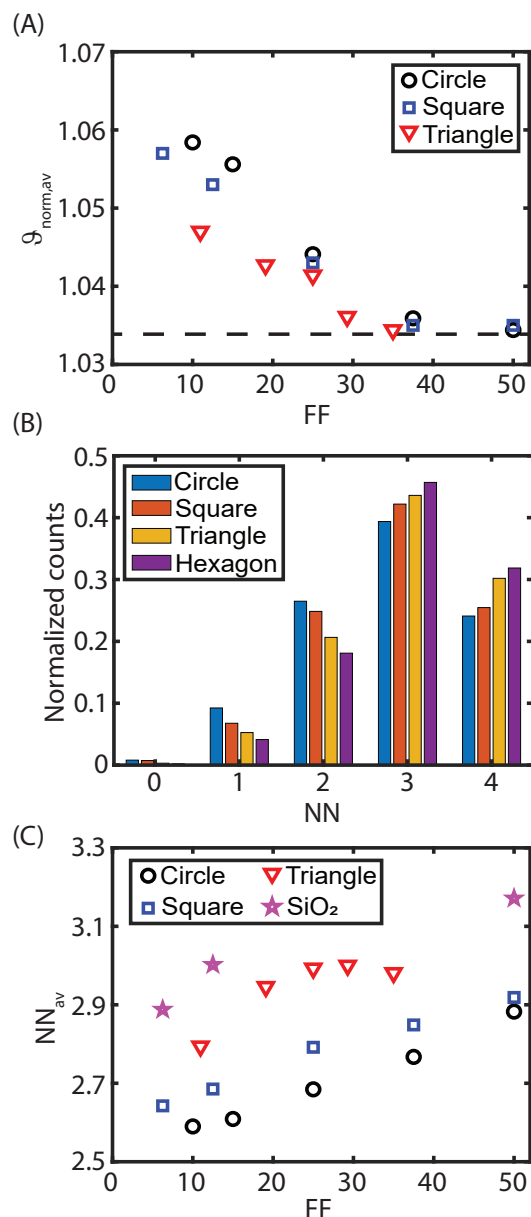 (A)
1.07
1.06
1.05
1.04
1.03
ϑnorm,av
Circle
Square
Triangle
0 10 20 30 40 50
FF
(B)
0.5
0.4
0.3
0.2
0.1
0
Normalized counts
Circle
Square
Triangle
Hexagon
0 1 2 3 4
NN
(C)
3.3
3.1
2.9
2.7
2.5
NNav
Circle Triangle
Square SiO₂
0 10 20 30 40 50
FF